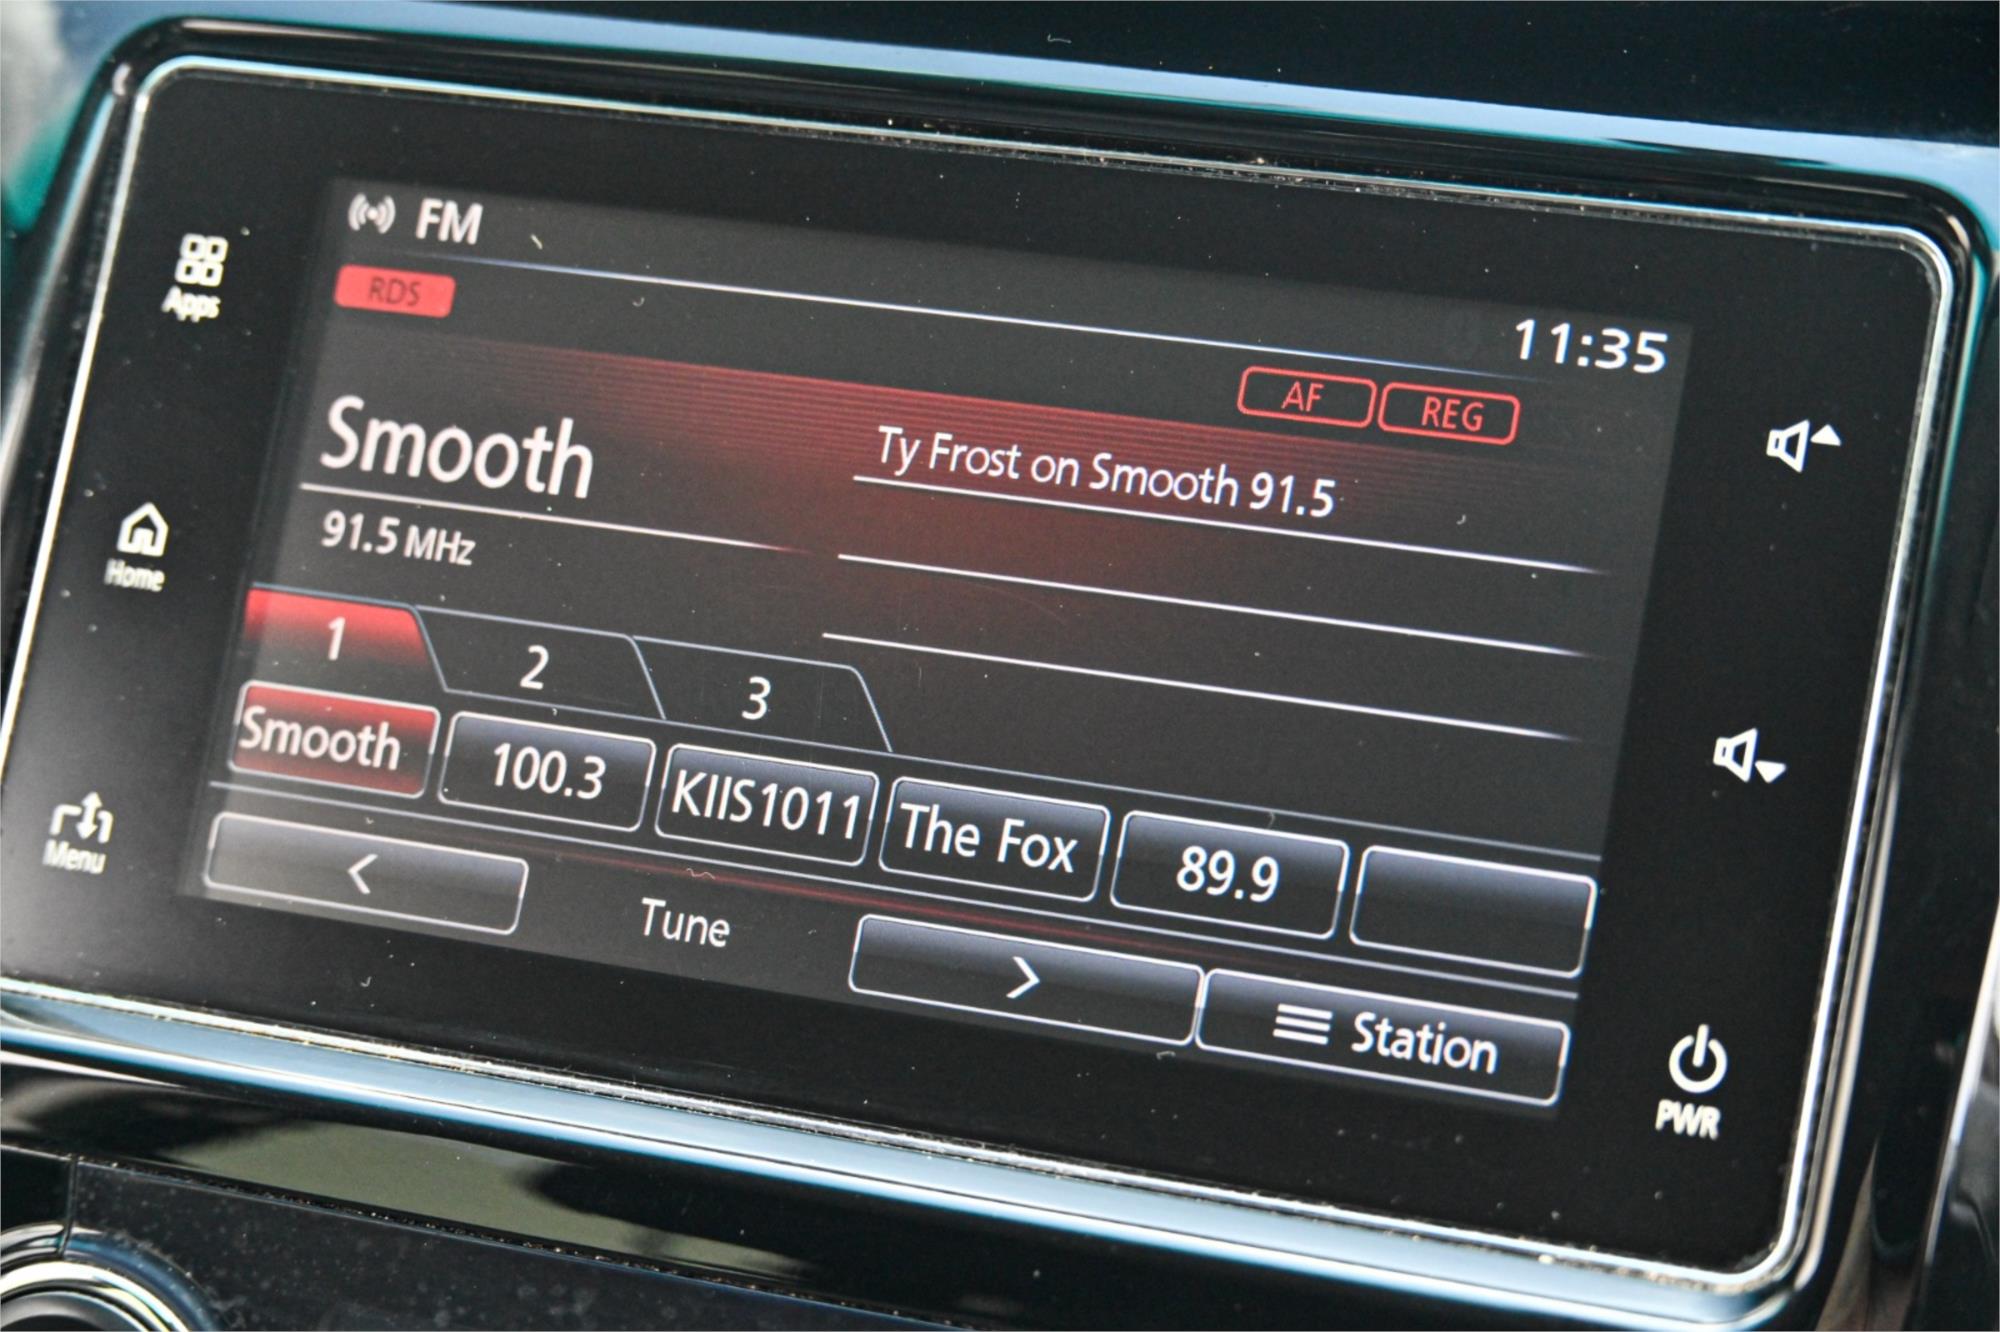 FM
11:35
RDS
AF REG
Smooth
Ty Frost on Smooth 91.5
91.5 MHz
1 2 3
Smooth 100.3 KIIS1011 The Fox 89.9
< Tune > Station
Apps
Home
Menu
PWR